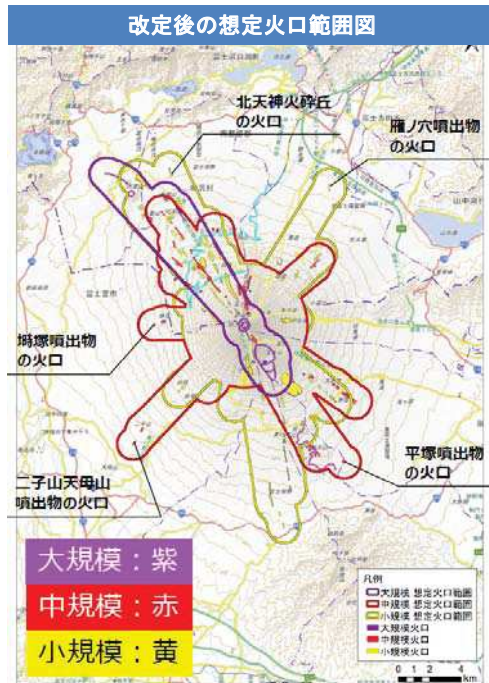 改定後の想定火口範囲図
北天神火砕丘
の火口
雁ノ穴噴出物
の火口
富士宮市
塒塚噴出物
の火口
二子山天母山
噴出物の火口
平塚噴出物
の火口
大規模：紫
中規模：赤
小規模：黄
凡例
大規模 想定火口範囲
中規模 想定火口範囲
小規模 想定火口範囲
大規模火口
中規模火口
小規模火口
0 1 2 4
km